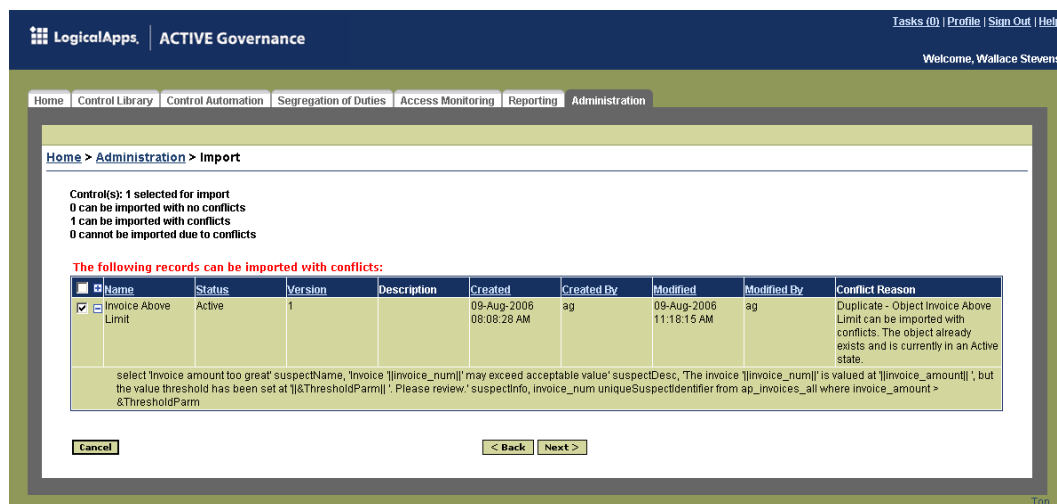 Tasks (0) | Profile | Sign Out | Help
LogicalApps. | ACTIVE Governance
Welcome, Wallace Stevens
Home Control Library Control Automation Segregation of Duties Access Monitoring Reporting Administration
Home > Administration > Import
Control(s): 1 selected for import
0 can be imported with no conflicts
1 can be imported with conflicts
0 cannot be imported due to conflicts
The following records can be imported with conflicts:
Name Status Version Description Created Created By Modified Modified By Conflict Reason
Invoice Above Active 1 09-Aug-2006 ag 09-Aug-2006 ag Duplicate - Object Invoice Above
Limit 08:08:28 AM 11:18:15 AM Limit can be imported with
conflicts. The object already
exists and is currently in an Active
state.
select 'Invoice amount too great' suspectName, 'Invoice '||invoice_num||' may exceed acceptable value' suspectDesc, 'The invoice '||invoice_num||' is valued at '||invoice_amount|| ', but
the value threshold has been set at '||&ThresholdParm|| '. Please review.' suspectInfo, invoice_num uniqueSuspectIdentifier from ap_invoices_all where invoice_amount >
&ThresholdParm
Cancel < Back Next >
Top